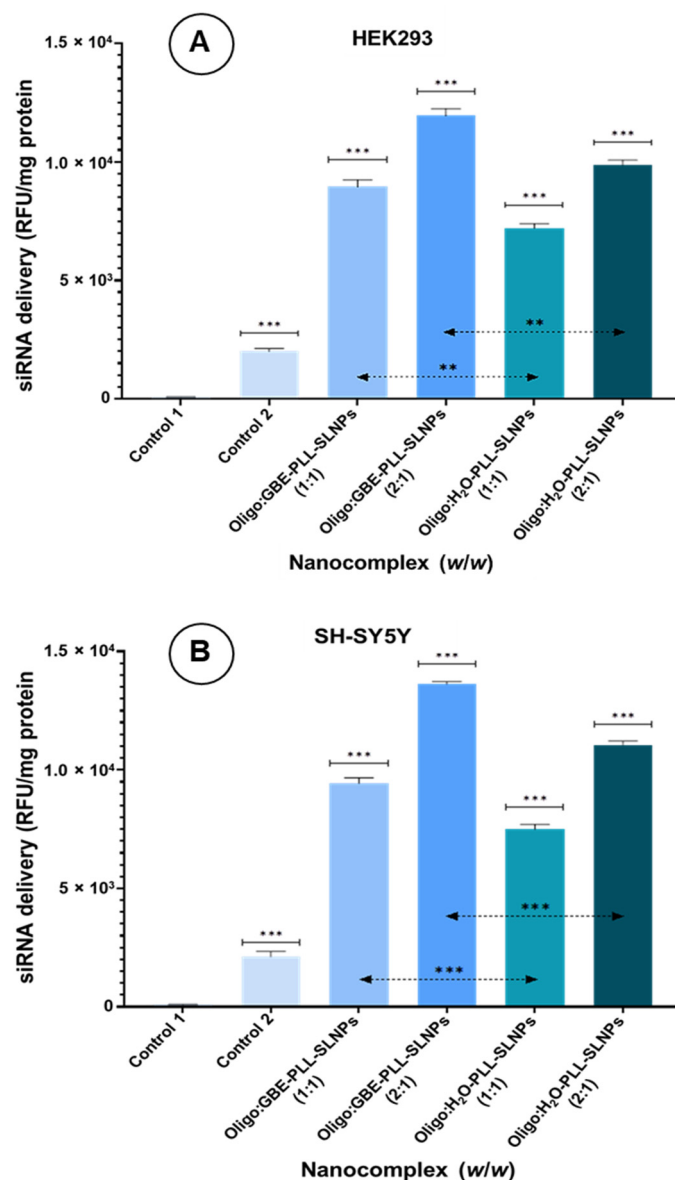 A
HEK293
siRNA delivery (RFU/mg protein
1.5 × 10⁴
1.0 × 10⁴
5 × 10³
0
***
***
***
***
***
**
**
Control 1
Control 2
Oligo:GBE-PLL-SLNPs
(1:1)
Oligo:GBE-PLL-SLNPs
(2:1)
Oligo:H₂O-PLL-SLNPs
(1:1)
Oligo:H₂O-PLL-SLNPs
(2:1)
Nanocomplex (w/w)
B
SH-SY5Y
siRNA delivery (RFU/mg protein
1.5 × 10⁴
1.0 × 10⁴
5 × 10³
0
***
***
***
***
***
***
***
Control 1
Control 2
Oligo:GBE-PLL-SLNPs
(1:1)
Oligo:GBE-PLL-SLNPs
(2:1)
Oligo:H₂O-PLL-SLNPs
(1:1)
Oligo:H₂O-PLL-SLNPs
(2:1)
Nanocomplex (w/w)